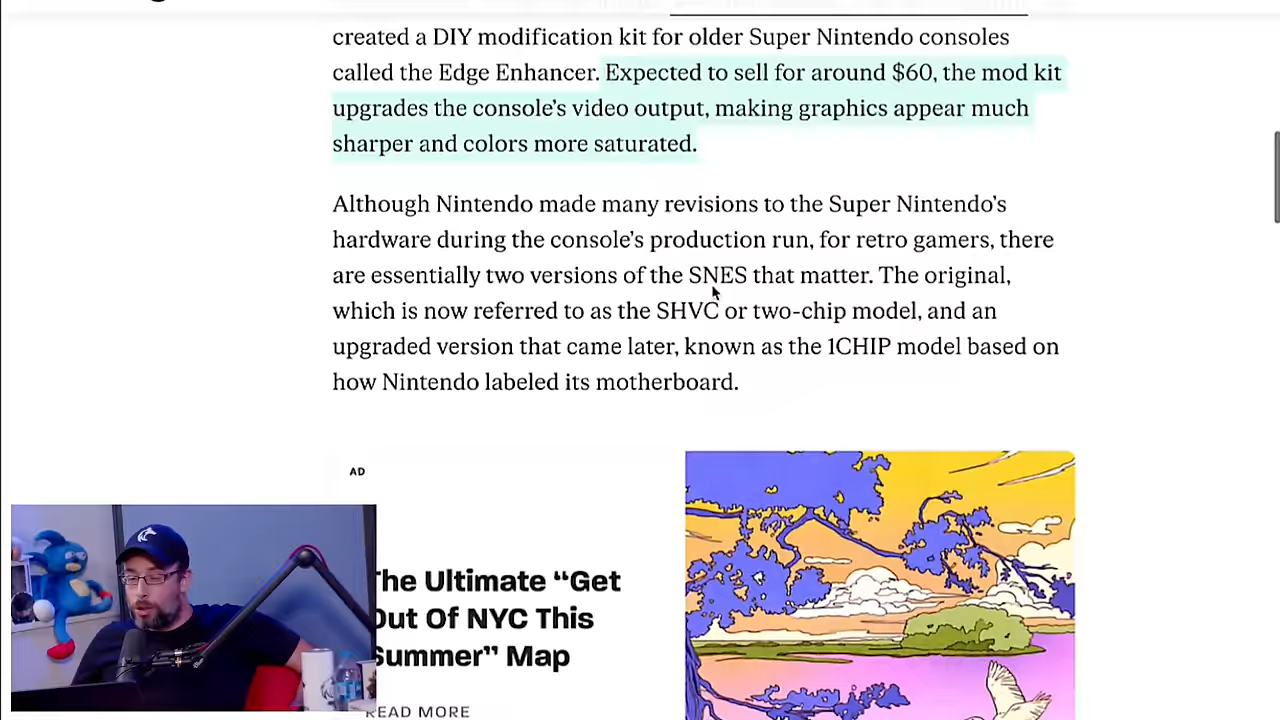 created a DIY modification kit for older Super Nintendo consoles
called the Edge Enhancer. Expected to sell for around $60, the mod kit
upgrades the console's video output, making graphics appear much
sharper and colors more saturated.
Although Nintendo made many revisions to the Super Nintendo's
hardware during the console's production run, for retro gamers, there
are essentially two versions of the SNES that matter. The original,
which is now referred to as the SHVC or two-chip model, and an
upgraded version that came later, known as the 1CHIP model based on
how Nintendo labeled its motherboard.
AD
The Ultimate “Get
Out Of NYC This
Summer” Map
READ MORE